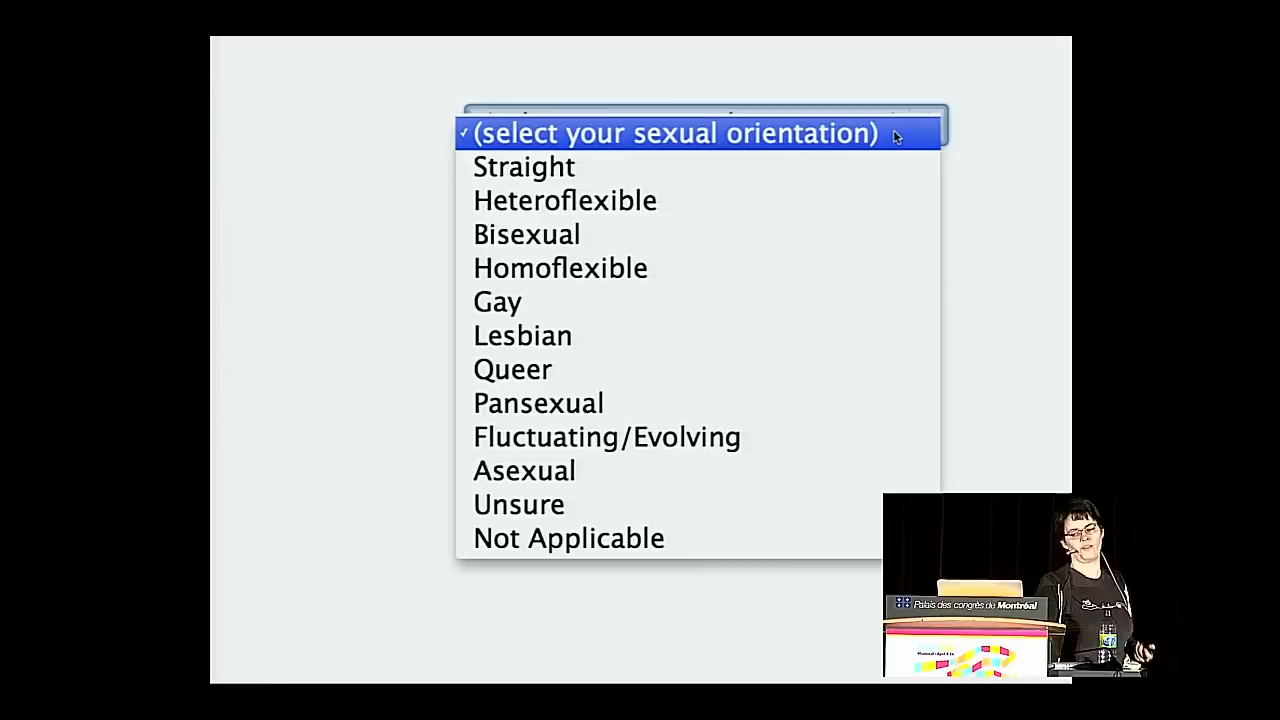 ✓ (select your sexual orientation)
Straight
Heteroflexible
Bisexual
Homoflexible
Gay
Lesbian
Queer
Pansexual
Fluctuating/Evolving
Asexual
Unsure
Not Applicable
Palais des congrès de Montréal